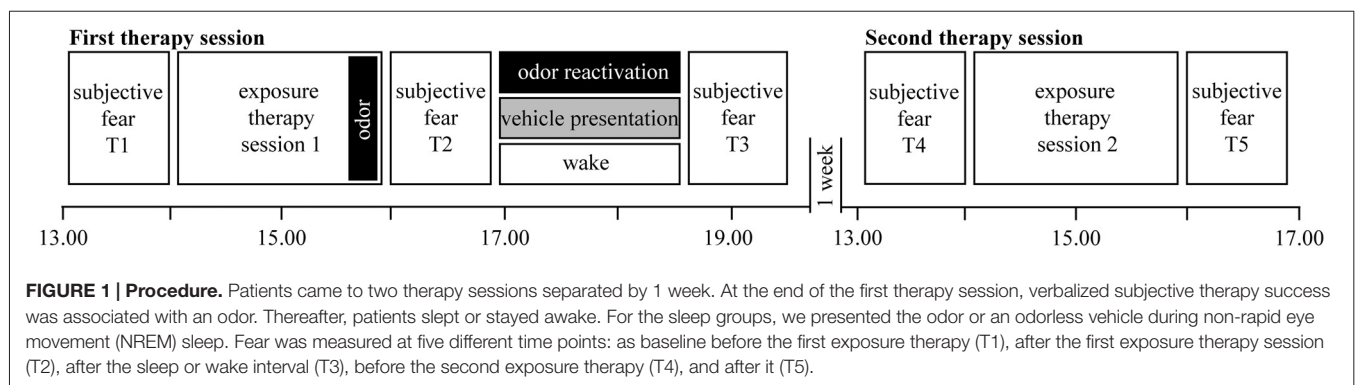 First therapy session
Second therapy session
subjective
fear
T1
exposure
therapy
session 1
odor
subjective
fear
T2
odor reactivation
vehicle presentation
wake
subjective
fear
T3
1 week
subjective
fear
T4
exposure
therapy
session 2
subjective
fear
T5
13.00
15.00
17.00
19.00
13.00
15.00
17.00
FIGURE 1 | Procedure. Patients came to two therapy sessions separated by 1 week. At the end of the first therapy session, verbalized subjective therapy success
was associated with an odor. Thereafter, patients slept or stayed awake. For the sleep groups, we presented the odor or an odorless vehicle during non-rapid eye
movement (NREM) sleep. Fear was measured at five different time points: as baseline before the first exposure therapy (T1), after the first exposure therapy session
(T2), after the sleep or wake interval (T3), before the second exposure therapy (T4), and after it (T5).